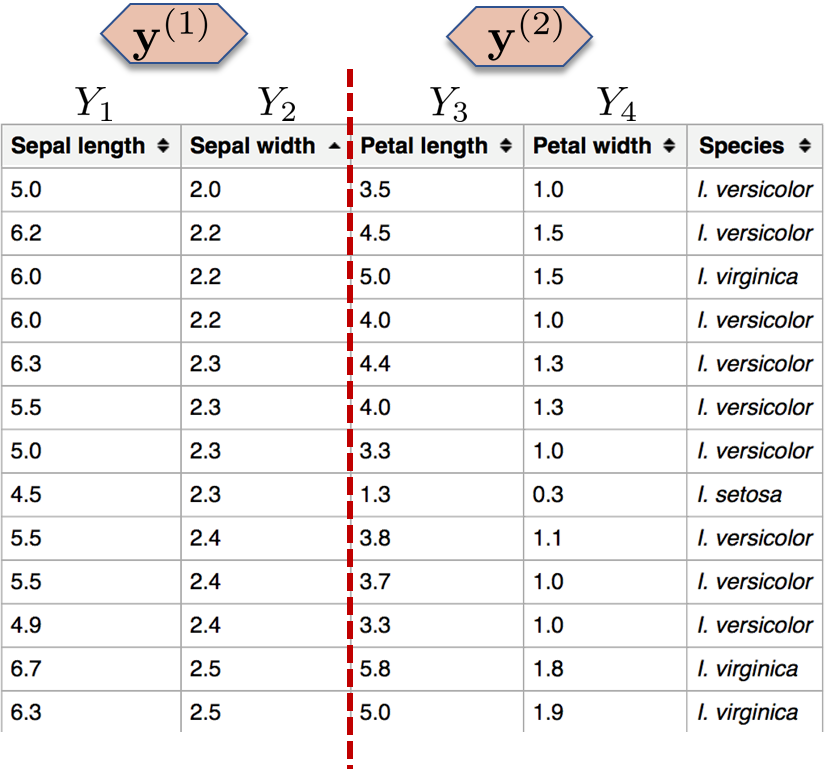 y(1) y(2)
Y1 Y2 Y3 Y4
Sepal length Sepal width Petal length Petal width Species
5.0 2.0 3.5 1.0 I. versicolor
6.2 2.2 4.5 1.5 I. versicolor
6.0 2.2 5.0 1.5 I. virginica
6.0 2.2 4.0 1.0 I. versicolor
6.3 2.3 4.4 1.3 I. versicolor
5.5 2.3 4.0 1.3 I. versicolor
5.0 2.3 3.3 1.0 I. versicolor
4.5 2.3 1.3 0.3 I. setosa
5.5 2.4 3.8 1.1 I. versicolor
5.5 2.4 3.7 1.0 I. versicolor
4.9 2.4 3.3 1.0 I. versicolor
6.7 2.5 5.8 1.8 I. virginica
6.3 2.5 5.0 1.9 I. virginica